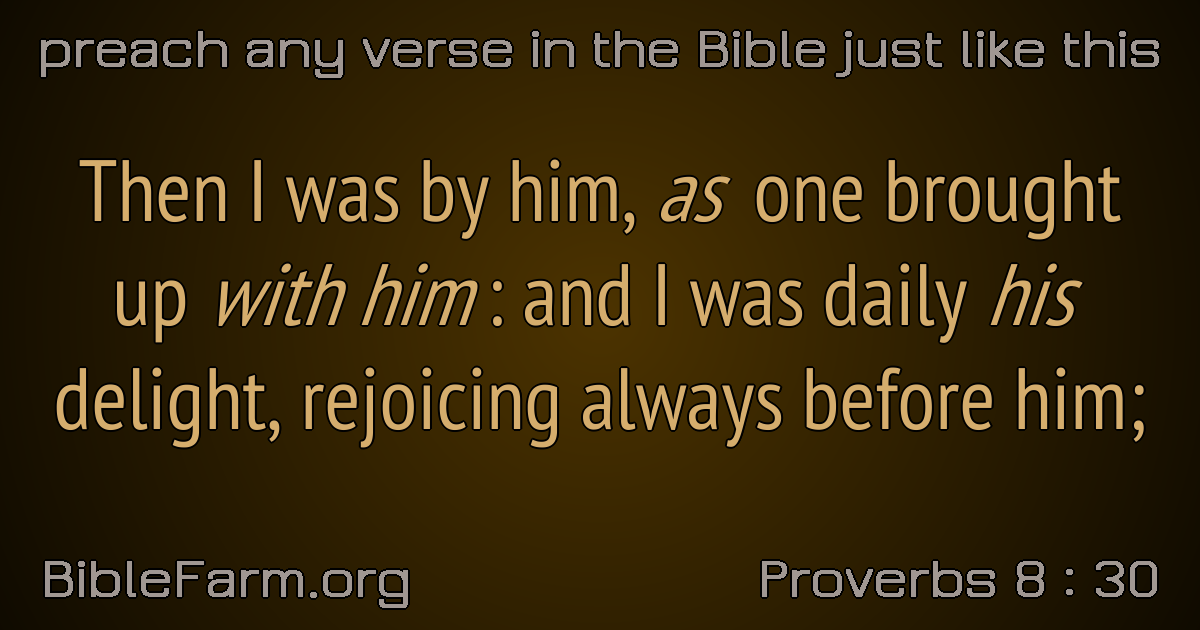 preach any verse in the Bible just like this
Then I was by him, as one brought
up with him: and I was daily his
delight, rejoicing always before him;
BibleFarm.org
Proverbs 8 : 30